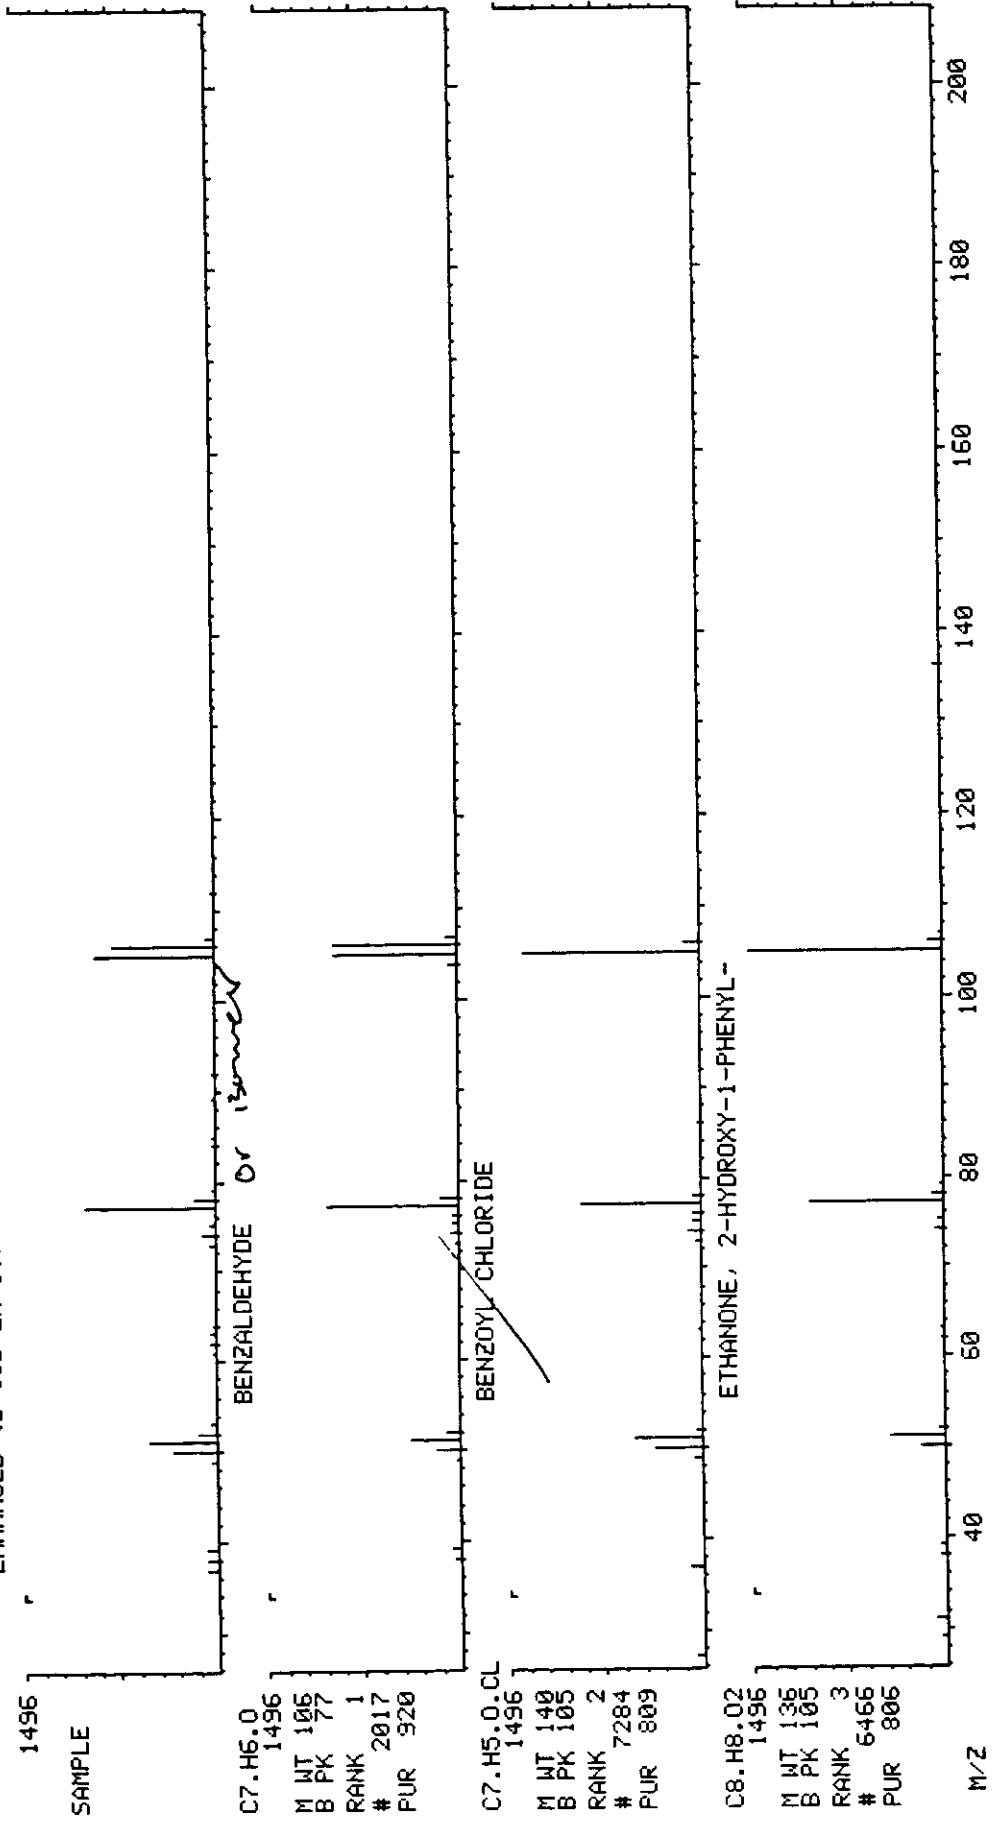 1496
SAMPLE
BENZALDEHYDE or isomer
C7.H6.O
1496
M WT 106
B PK 77
RANK 1
# 2017
PUR 920
BENZOYL CHLORIDE
C7.H5.O.CL
1496
M WT 140
B PK 105
RANK 2
# 7284
PUR 809
ETHANONE, 2-HYDROXY-1-PHENYL-
C8.H8.O2
1496
M WT 136
B PK 105
RANK 3
# 6466
PUR 806
M/Z 40 60 80 100 120 140 160 180 200